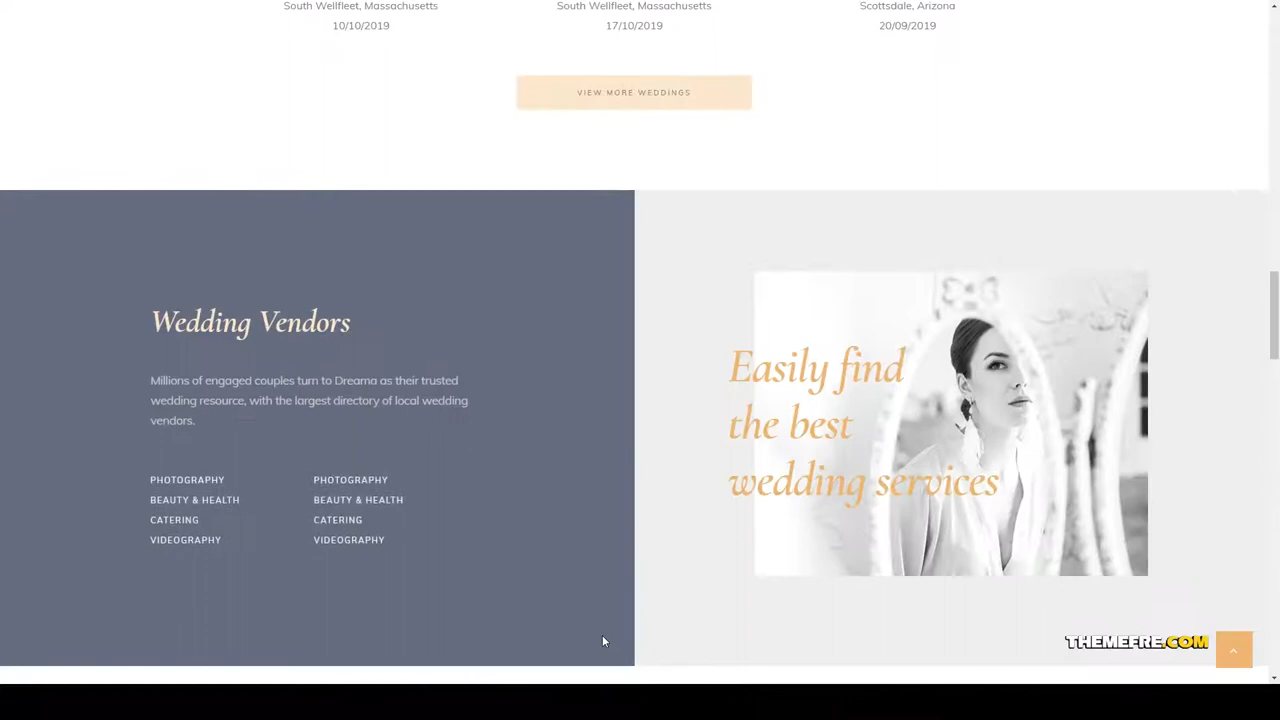 South Wellfleet, Massachusetts
10/10/2019
South Wellfleet, Massachusetts
17/10/2019
Scottsdale, Arizona
20/09/2019
VIEW MORE WEDDINGS
Wedding Vendors
Millions of engaged couples turn to Dreama as their trusted
wedding resource, with the largest directory of local wedding
vendors.
PHOTOGRAPHY
BEAUTY & HEALTH
CATERING
VIDEOGRAPHY
PHOTOGRAPHY
BEAUTY & HEALTH
CATERING
VIDEOGRAPHY
Easily find
the best
wedding services
THEMEFRE.COM